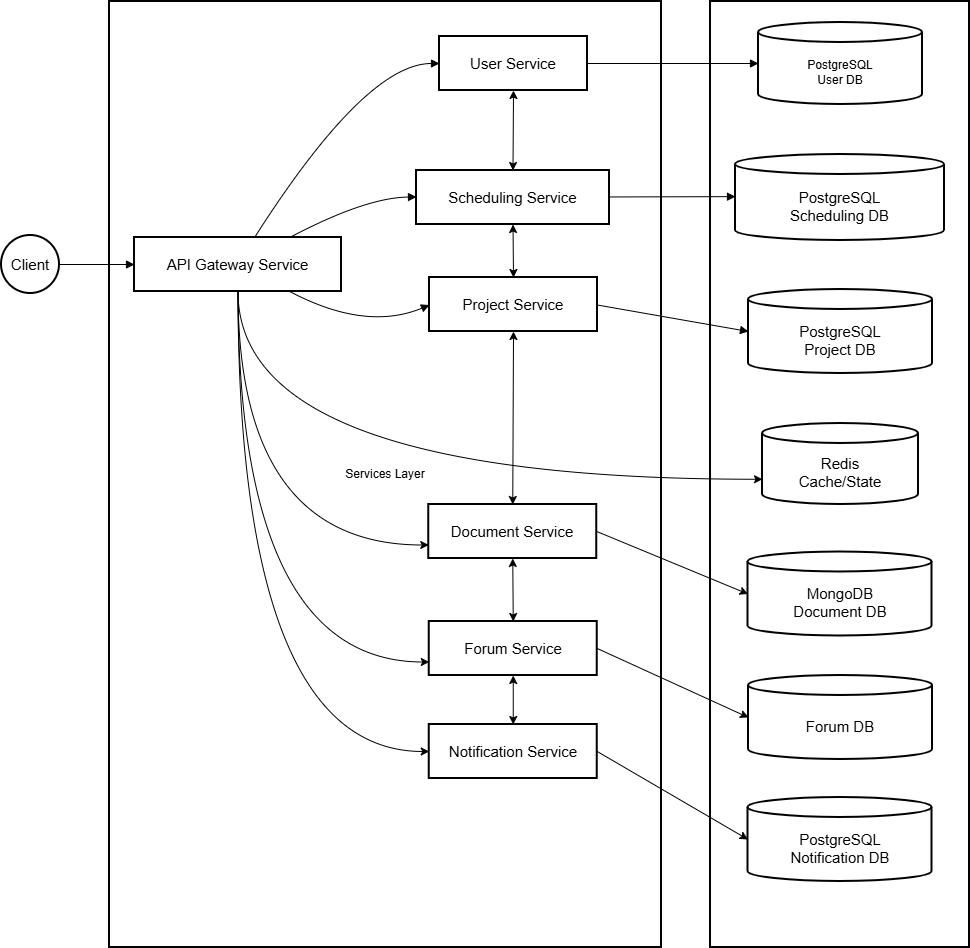 User Service
PostgreSQL
User DB
Scheduling Service
PostgreSQL
Scheduling DB
Client
API Gateway Service
Project Service
PostgreSQL
Project DB
Services Layer
Redis
Cache/State
Document Service
MongoDB
Document DB
Forum Service
Forum DB
Notification Service
PostgreSQL
Notification DB